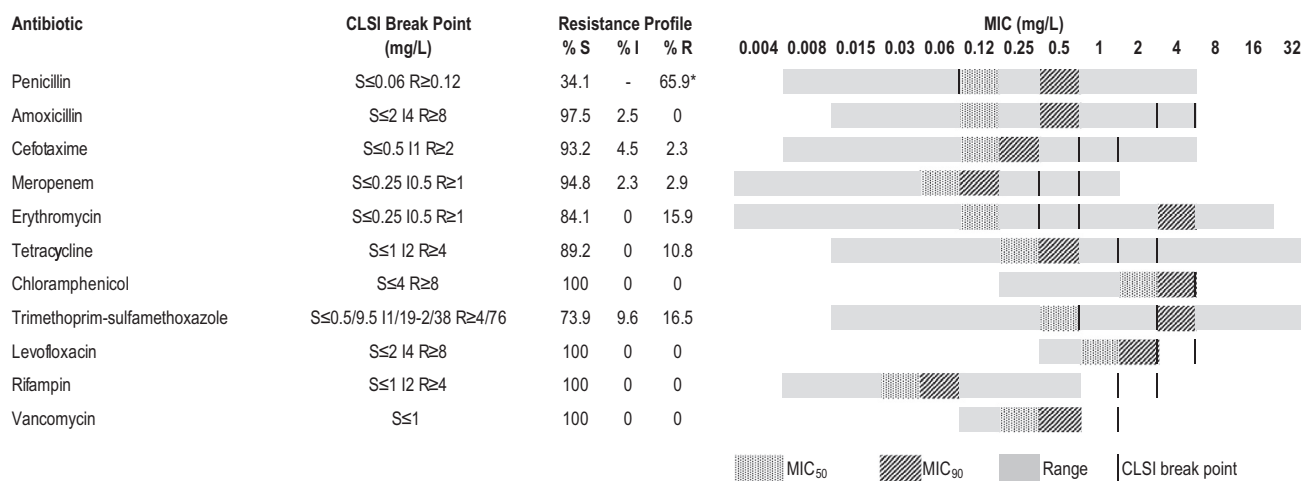 Antibiotic CLSI Break Point Resistance Profile MIC (mg/L)
(mg/L) % S % I % R 0.004 0.008 0.015 0.03 0.06 0.12 0.25 0.5 1 2 4 8 16 32
Penicillin S≤0.06 R≥0.12 34.1 - 65.9*
Amoxicillin S≤2 I4 R≥8 97.5 2.5 0
Cefotaxime S≤0.5 I1 R≥2 93.2 4.5 2.3
Meropenem S≤0.25 I0.5 R≥1 94.8 2.3 2.9
Erythromycin S≤0.25 I0.5 R≥1 84.1 0 15.9
Tetracycline S≤1 I2 R≥4 89.2 0 10.8
Chloramphenicol S≤4 R≥8 100 0 0
Trimethoprim-sulfamethoxazole S≤0.5/9.5 I1/19-2/38 R≥4/76 73.9 9.6 16.5
Levofloxacin S≤2 I4 R≥8 100 0 0
Rifampin S≤1 I2 R≥4 100 0 0
Vancomycin S≤1 100 0 0
MIC50 MIC90 Range CLSI break point